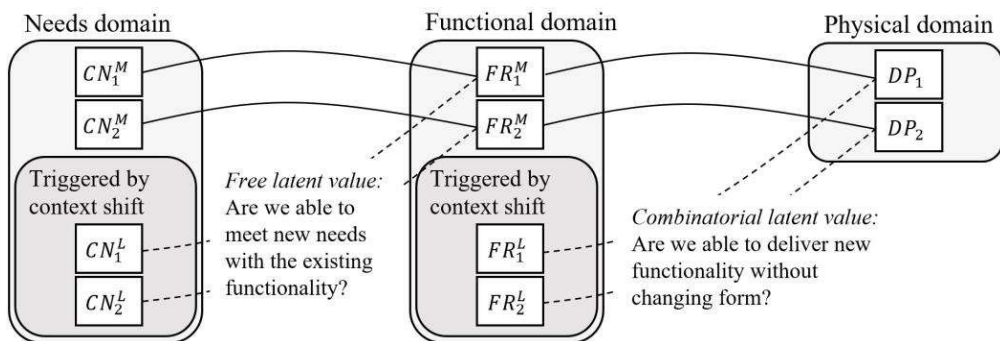 Needs domain
Functional domain
Physical domain
$CN_1^M$
$CN_2^M$
Triggered by
context shift
$CN_1^L$
$CN_2^L$
Free latent value:
Are we able to
meet new needs
with the existing
functionality?
$FR_1^M$
$FR_2^M$
Triggered by
context shift
$FR_1^L$
$FR_2^L$
$DP_1$
$DP_2$
Combinatorial latent value:
Are we able to deliver new
functionality without
changing form?